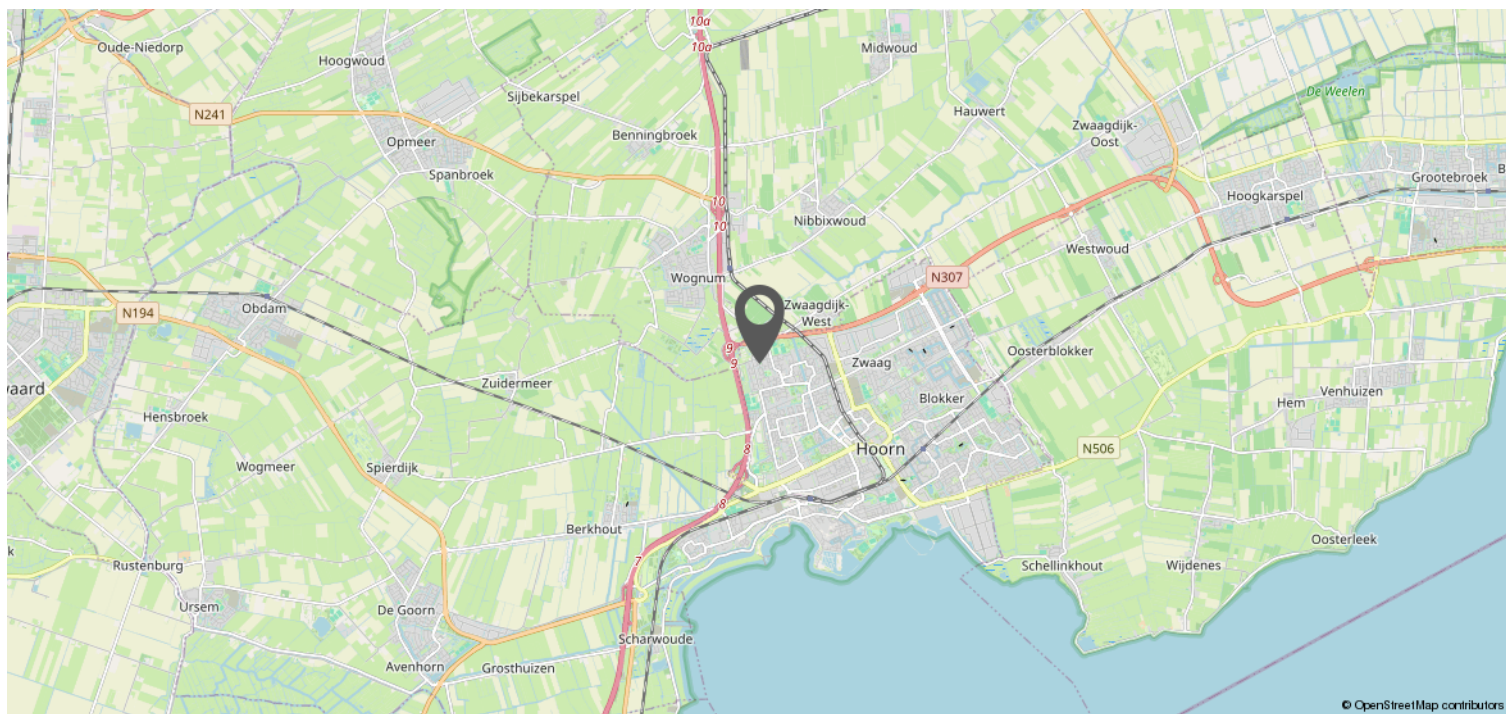 10a
Oude-Niedorp
10a
Midwoud
Hoogwoud
Sijbekarspel
De Weelen
N241
Hauwert
Zwaagdijk-
Oost
Benningbroek
Opmeer
Spanbroek
Grootebroek
B
Hoogkarspel
10
Nibbixwoud
10
Westwoud
Wognum
N307
Obdam
N194
Zwaagdijk-
West
9
9
Zwaag
Oosterblokker
Zuidermeer
waard
Venhuizen
Blokker
Hem
Hensbroek
8
Hoorn
N506
Wogmeer
Spierdijk
8
Berkhout
Oosterleek
k
7
Rustenburg
Schellinkhout
Wijdenes
Ursem
De Goorn
Scharwoude
Avenhorn
Grosthuizen
© OpenStreetMap contributors